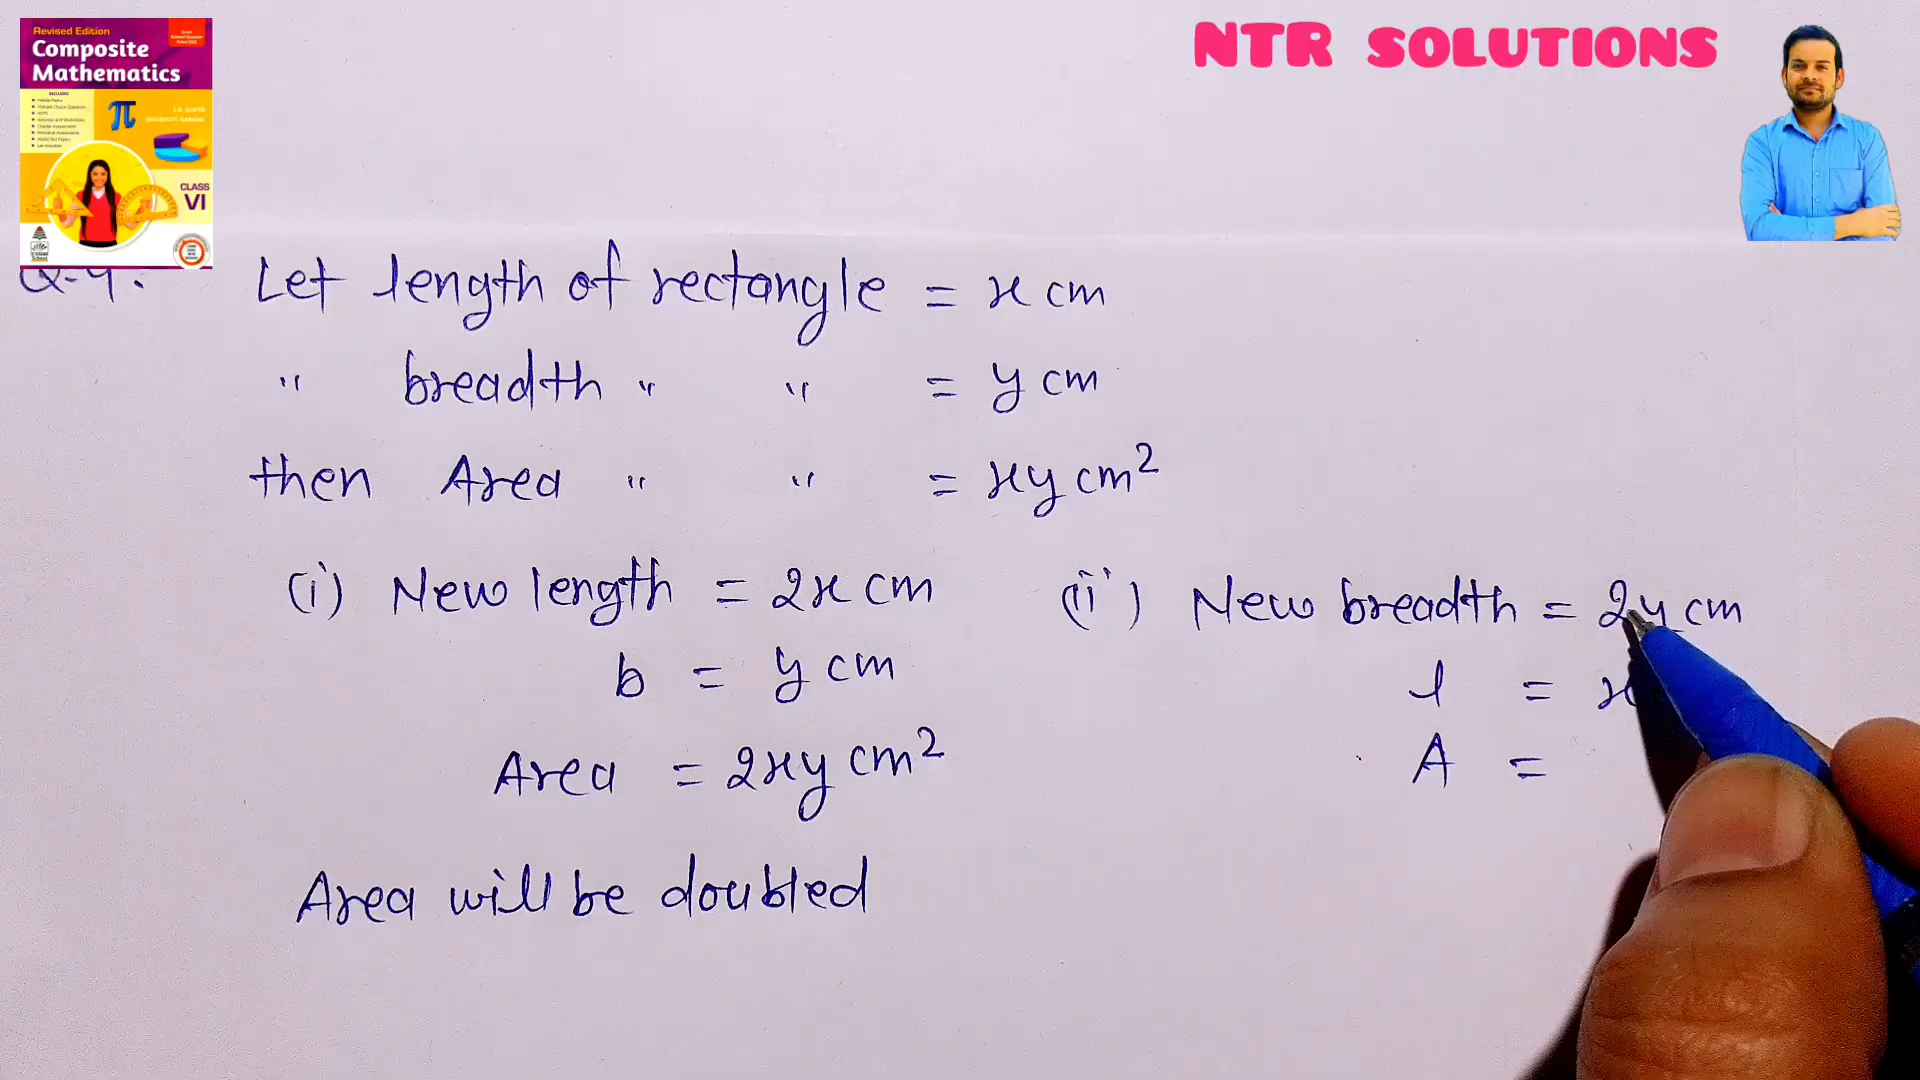 Revised Edition
Composite
Mathematics
INCLUDES
π
CLASS
VI
NTR SOLUTIONS
Q-4. Let length of rectangle = x cm
" breadth " " = y cm
then Area " " = xy cm²
(i) New length = 2x cm
b = y cm
Area = 2xy cm²
Area will be doubled
(ii) New breadth = 2y cm
l = x
A =